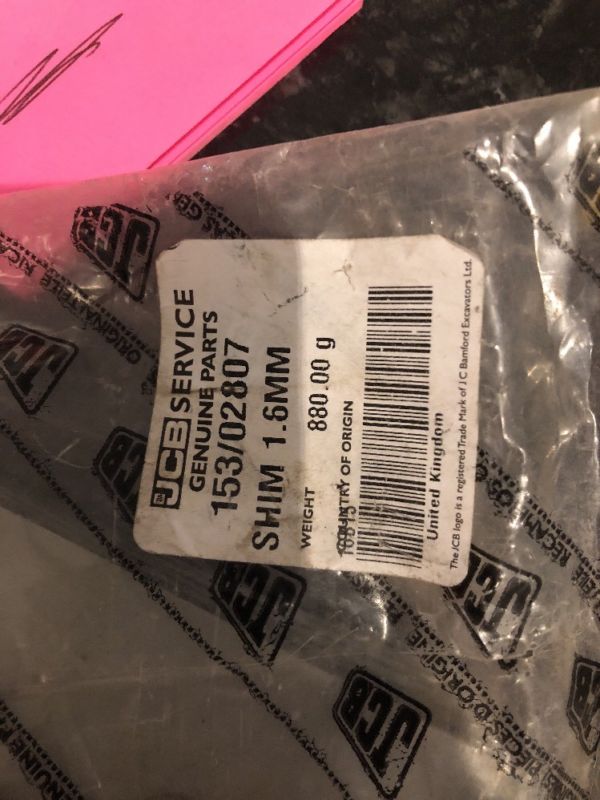 JCB SERVICE
GENUINE PARTS
153/02807
SHIM 1.6MM
WEIGHT 880.00 g
COUNTRY OF ORIGIN
United Kingdom
The JCB logo is a registered Trade Mark of J C Bamford Excavators Ltd.
JCB
JCB
JCB
JCB
JCB
JCB